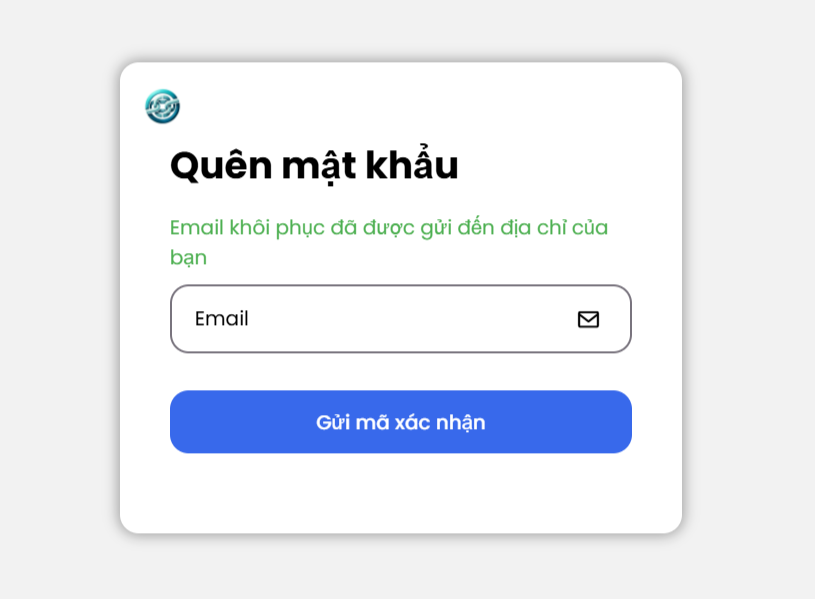 Quên mật khẩu
Email khôi phục đã được gửi đến địa chỉ của
bạn
Email
Gửi mã xác nhận